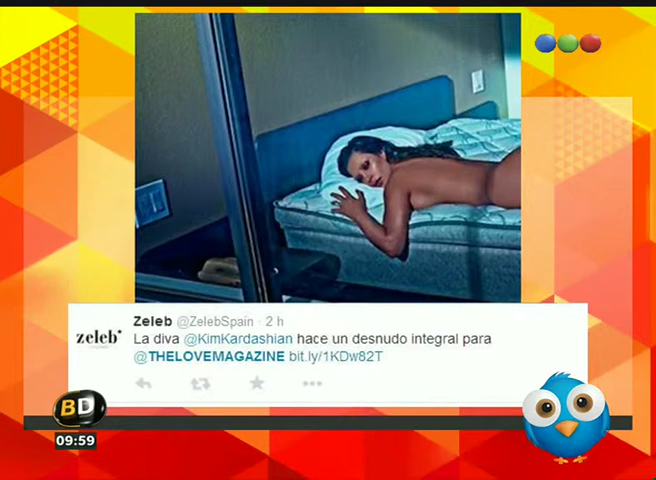 Zeleb @ZelebSpain · 2 h
zeleb*
La diva @KimKardashian hace un desnudo integral para
@THELOVEMAGAZINE bit.ly/1KDw82T
BD
09:59